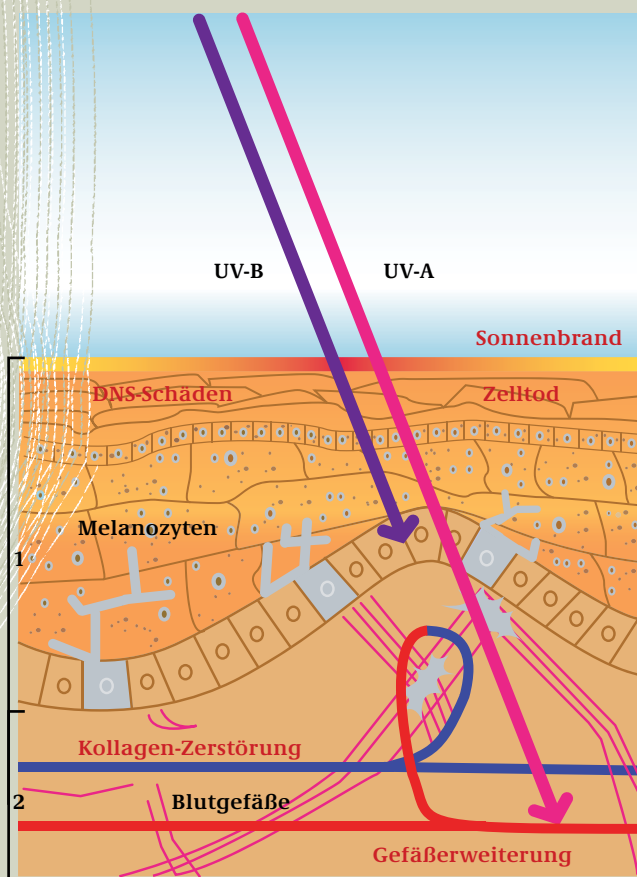 UV-B
UV-A
Sonnenbrand
DNS-Schäden
Zelltod
Melanozyten
1
Kollagen-Zerstörung
2
Blutgefäße
Gefäßerweiterung